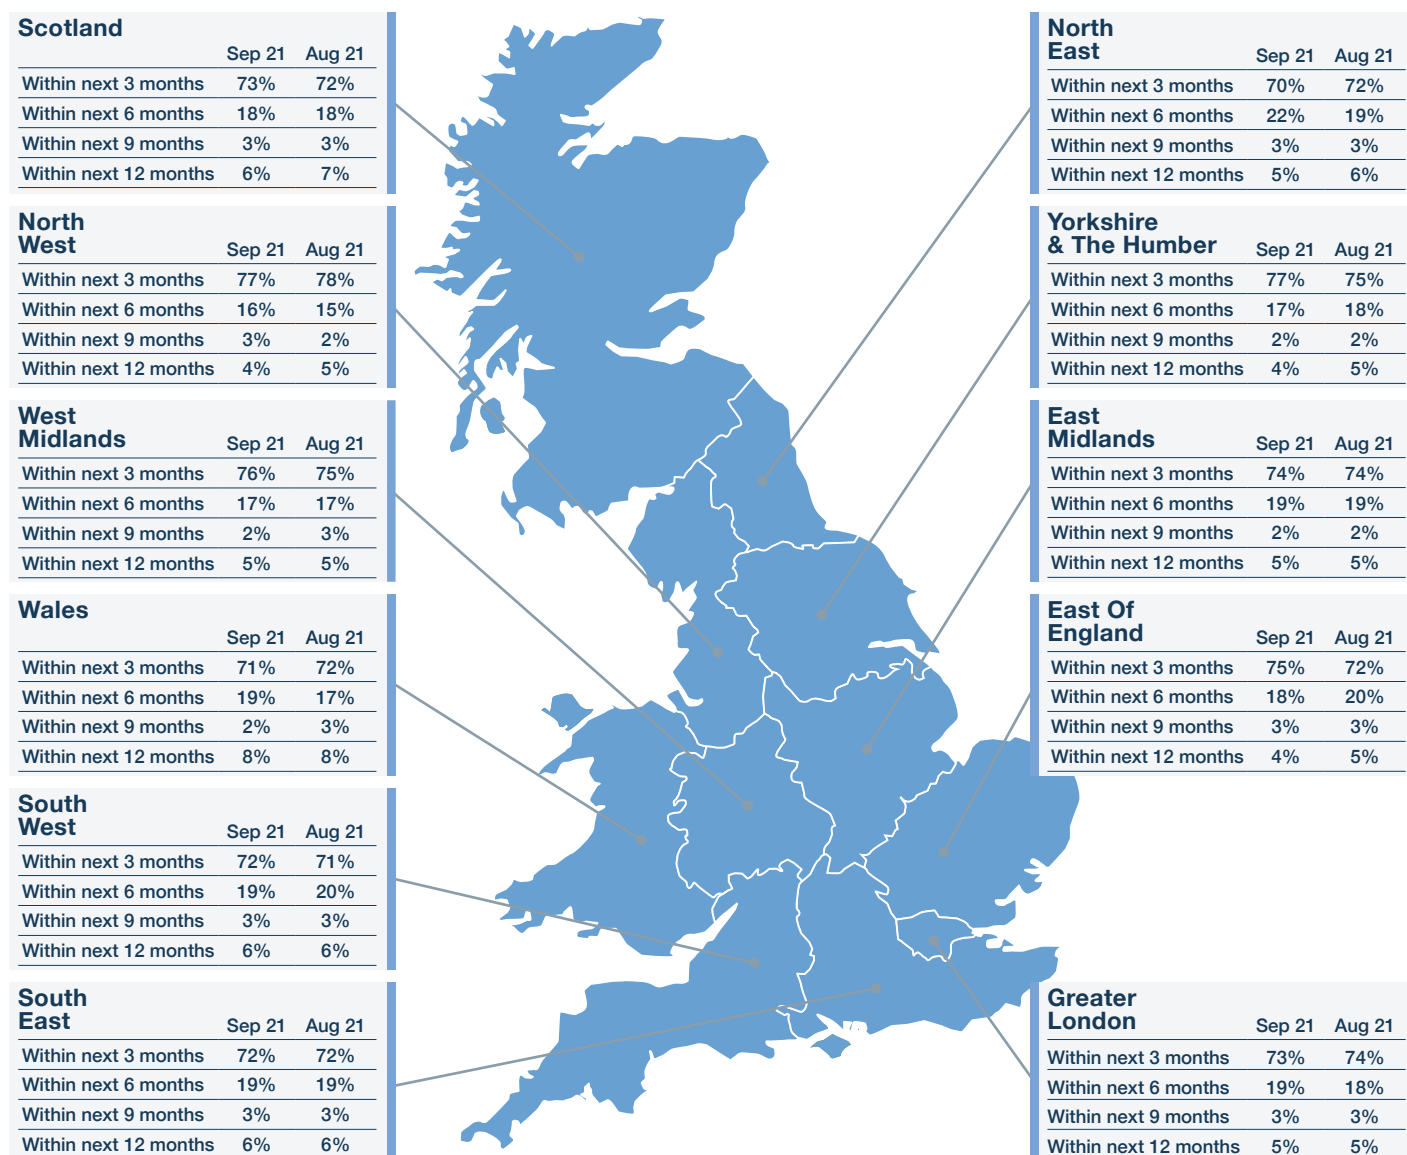 Scotland
Sep 21 Aug 21
Within next 3 months 73% 72%
Within next 6 months 18% 18%
Within next 9 months 3% 3%
Within next 12 months 6% 7%
North
West
Sep 21 Aug 21
Within next 3 months 77% 78%
Within next 6 months 16% 15%
Within next 9 months 3% 2%
Within next 12 months 4% 5%
West
Midlands
Sep 21 Aug 21
Within next 3 months 76% 75%
Within next 6 months 17% 17%
Within next 9 months 2% 3%
Within next 12 months 5% 5%
Wales
Sep 21 Aug 21
Within next 3 months 71% 72%
Within next 6 months 19% 17%
Within next 9 months 2% 3%
Within next 12 months 8% 8%
South
West
Sep 21 Aug 21
Within next 3 months 72% 71%
Within next 6 months 19% 20%
Within next 9 months 3% 3%
Within next 12 months 6% 6%
South
East
Sep 21 Aug 21
Within next 3 months 72% 72%
Within next 6 months 19% 19%
Within next 9 months 3% 3%
Within next 12 months 6% 6%
North
East
Sep 21 Aug 21
Within next 3 months 70% 72%
Within next 6 months 22% 19%
Within next 9 months 3% 3%
Within next 12 months 5% 6%
Yorkshire
& The Humber
Sep 21 Aug 21
Within next 3 months 77% 75%
Within next 6 months 17% 18%
Within next 9 months 2% 2%
Within next 12 months 4% 5%
East
Midlands
Sep 21 Aug 21
Within next 3 months 74% 74%
Within next 6 months 19% 19%
Within next 9 months 2% 2%
Within next 12 months 5% 5%
East Of
England
Sep 21 Aug 21
Within next 3 months 75% 72%
Within next 6 months 18% 20%
Within next 9 months 3% 3%
Within next 12 months 4% 5%
Greater
London
Sep 21 Aug 21
Within next 3 months 73% 74%
Within next 6 months 19% 18%
Within next 9 months 3% 3%
Within next 12 months 5% 5%